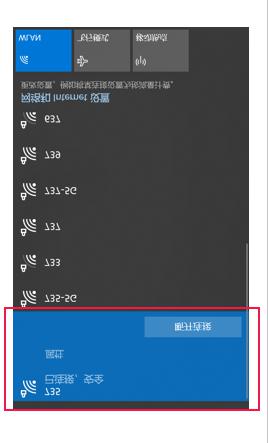 735
已连接，安全
属性
断开连接
735-5G
733
737
737-5G
739
637
网络和 Internet 设置
更改设置，例如将某连接设置为按流量计费。
WLAN
飞行模式
移动热点